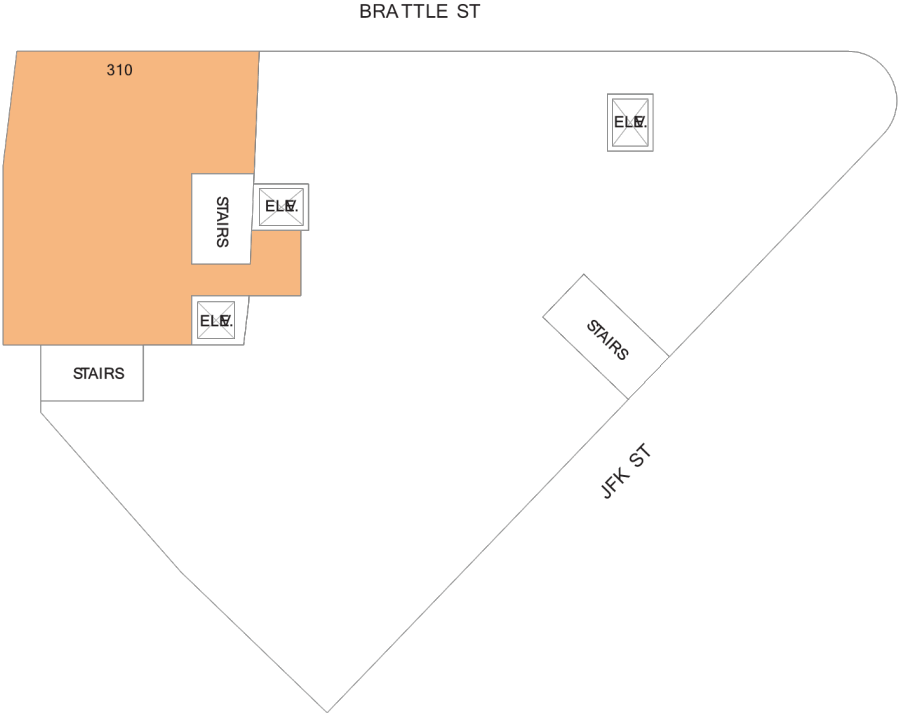 BRATTLE ST
310
ELEV.
STAIRS
ELEV.
ELEV.
STAIRS
STAIRS
JFK ST